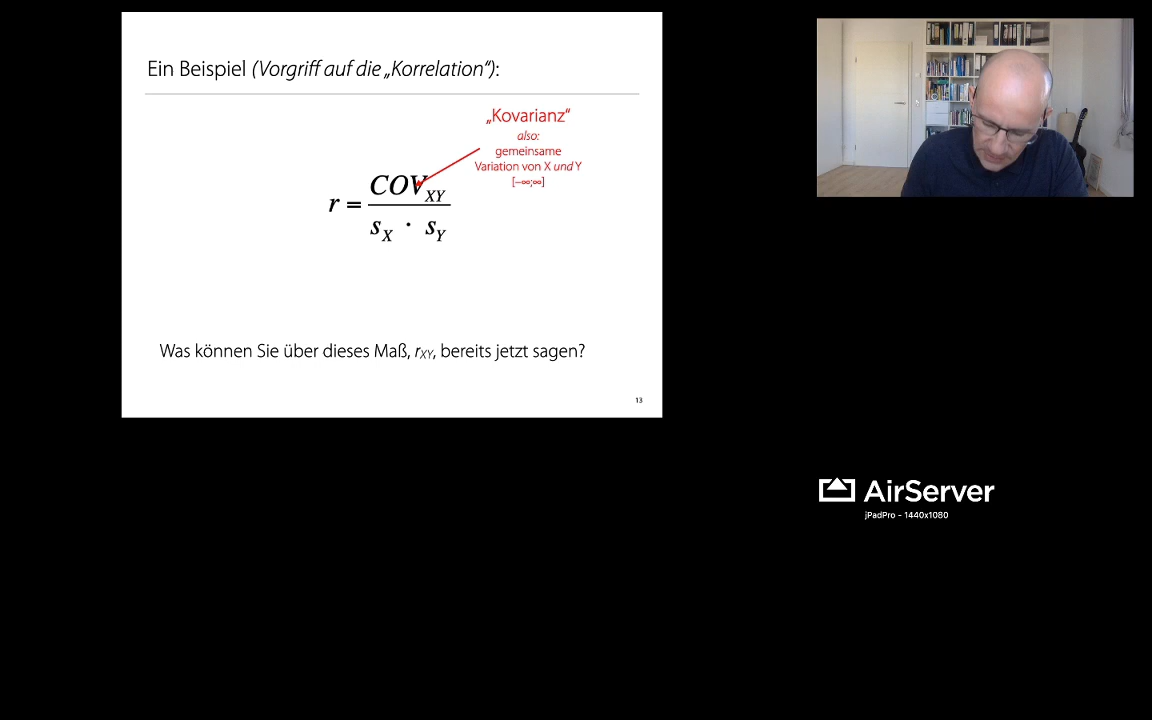 Ein Beispiel (Vorgriff auf die „Korrelation“):
„Kovarianz“
also:
gemeinsame
Variation von X und Y
[−∞;∞]
r = COV_XY / s_X · s_Y
Was können Sie über dieses Maß, r_XY, bereits jetzt sagen?
13
AirServer
jPadPro - 1440x1080